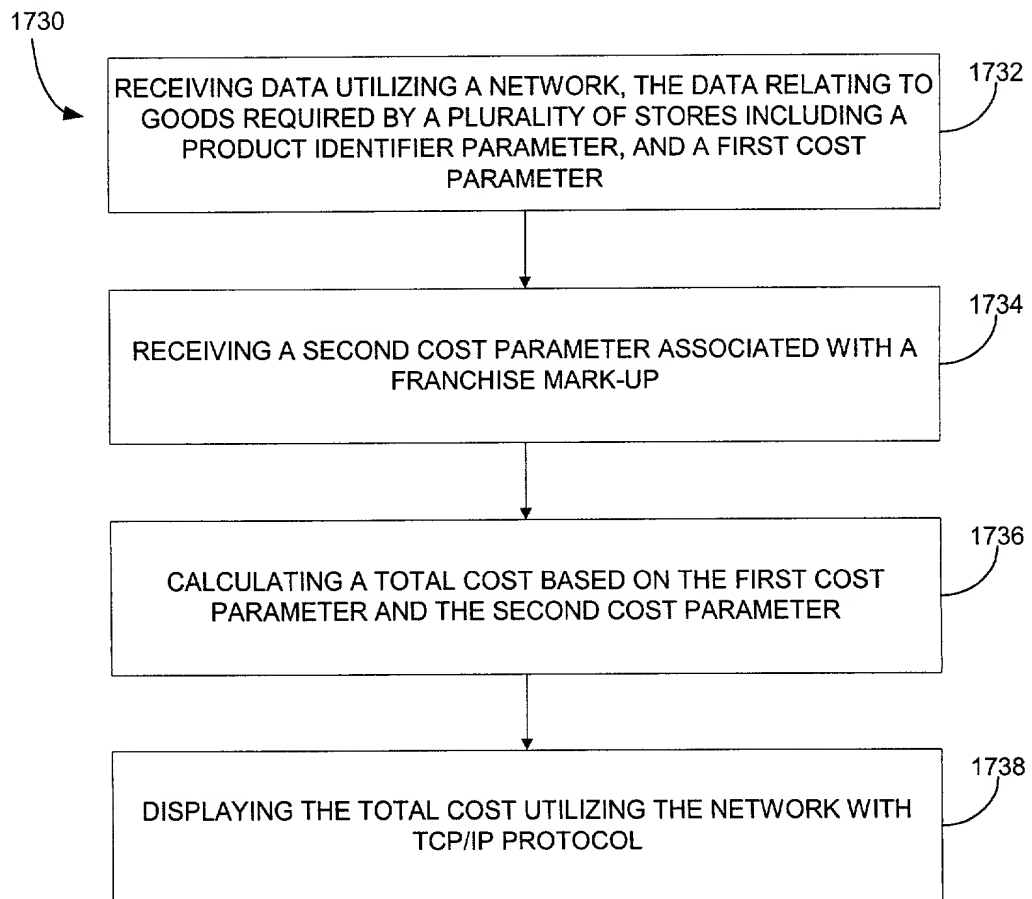 1730
RECEIVING DATA UTILIZING A NETWORK, THE DATA RELATING TO
GOODS REQUIRED BY A PLURALITY OF STORES INCLUDING A
PRODUCT IDENTIFIER PARAMETER, AND A FIRST COST
PARAMETER
1732
RECEIVING A SECOND COST PARAMETER ASSOCIATED WITH A
FRANCHISE MARK-UP
1734
CALCULATING A TOTAL COST BASED ON THE FIRST COST
PARAMETER AND THE SECOND COST PARAMETER
1736
DISPLAYING THE TOTAL COST UTILIZING THE NETWORK WITH
TCP/IP PROTOCOL
1738